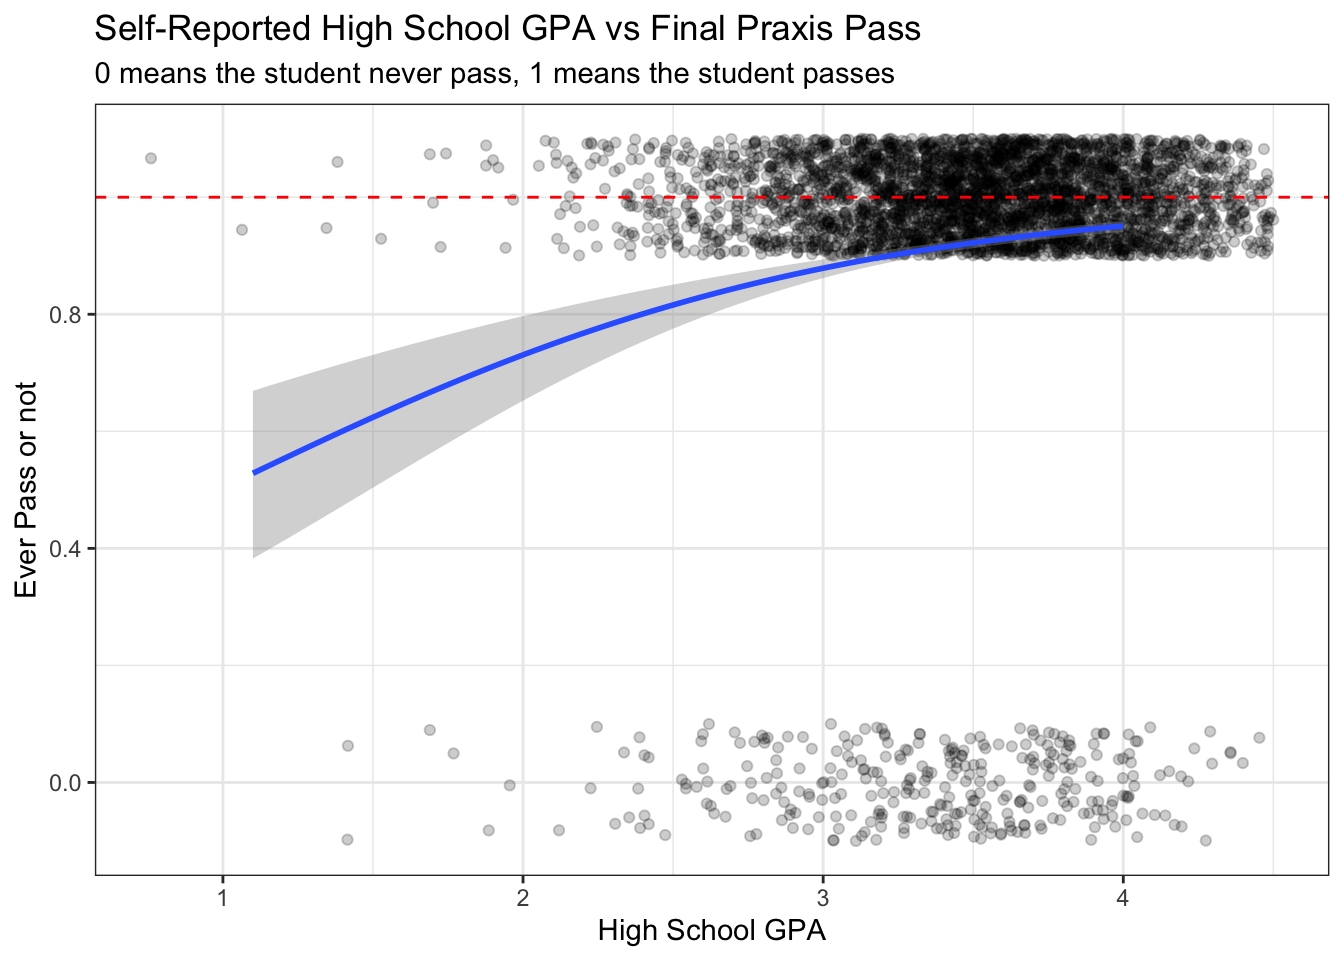 Self-Reported High School GPA vs Final Praxis Pass
0 means the student never pass, 1 means the student passes
Ever Pass or not
0.8
0.4
0.0
1 2 3 4
High School GPA